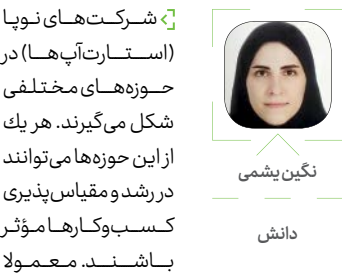 شرکت‌های نوپا
(استارت‌آپ‌ها) در
حوزه‌های مختلفی
شکل می‌گیرند. هر یك
از این حوزه‌ها می‌توانند
در رشد و مقیاس‌پذیری
کسب‌وکارها مؤثر
باشند. معمولا
نگین یشمی
دانش